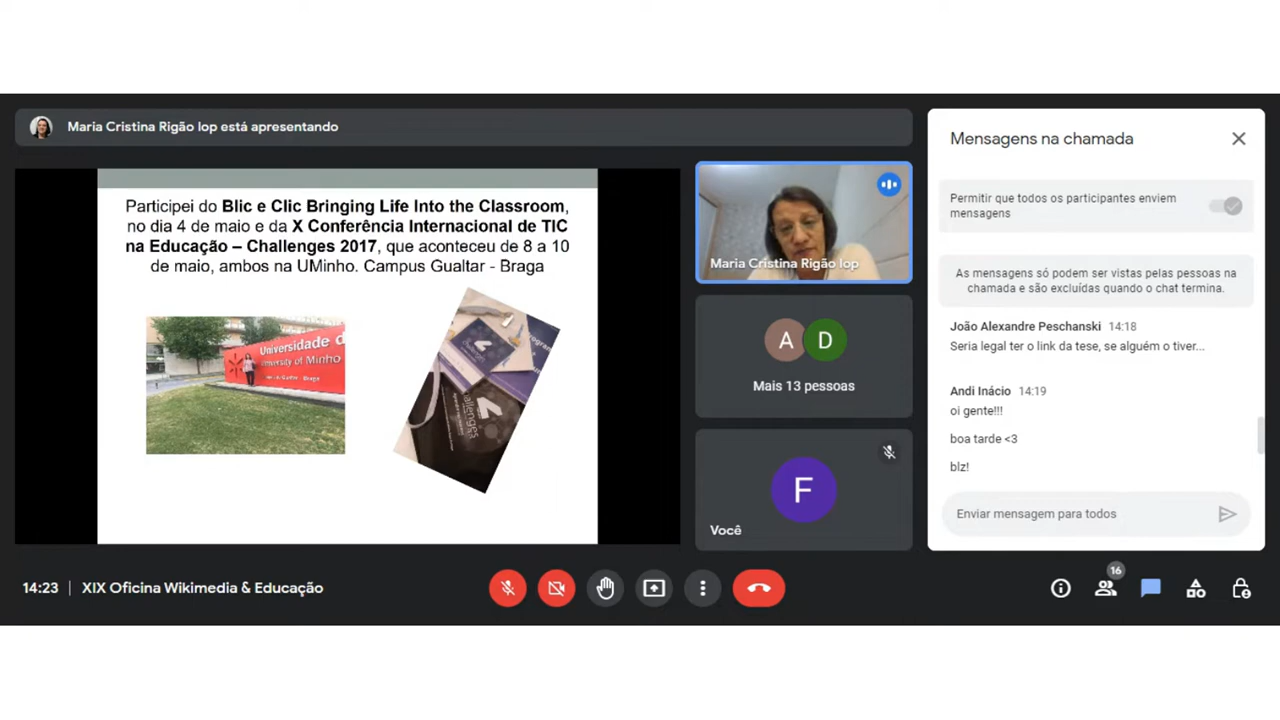 Maria Cristina Rigão Iop está apresentando
Participei do Blic e Clic Bringing Life Into the Classroom,
no dia 4 de maio e da X Conferência Internacional de TIC
na Educação – Challenges 2017, que aconteceu de 8 a 10
de maio, ambos na UMinho. Campus Gualtar - Braga
Universidade d
University of Minho
Braga
challenges
Maria Cristina Rigão Iop
A
D
Mais 13 pessoas
F
Você
Mensagens na chamada
Permitir que todos os participantes enviem
mensagens
As mensagens só podem ser vistas pelas pessoas na
chamada e são excluídas quando o chat termina.
João Alexandre Peschanski 14:18
Seria legal ter o link da tese, se alguém o tiver...
Andi Inácio 14:19
oi gente!!!
boa tarde <3
blz!
Enviar mensagem para todos
14:23 | XIX Oficina Wikimedia & Educação
16